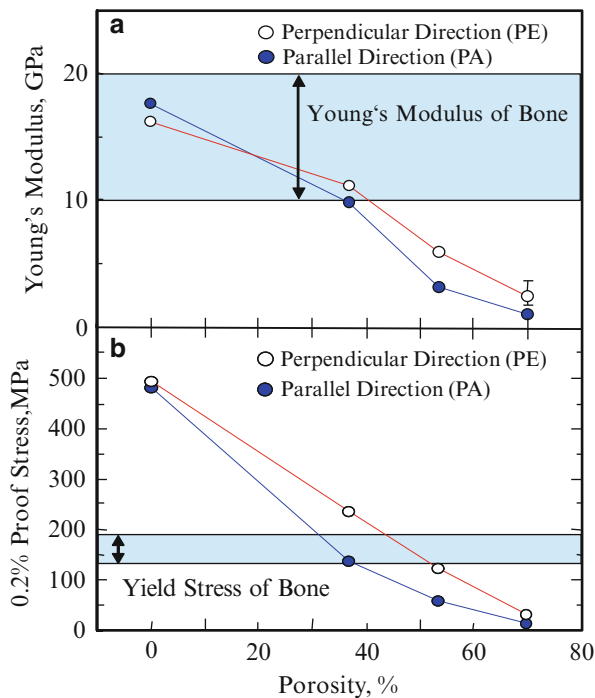 a
Perpendicular Direction (PE)
Parallel Direction (PA)
20
Young‘s Modulus of Bone
10
0
Young's Modulus, GPa
b
Perpendicular Direction (PE)
Parallel Direction (PA)
500
400
300
200
100
0
Yield Stress of Bone
0.2% Proof Stress,MPa
0 20 40 60 80
Porosity, %